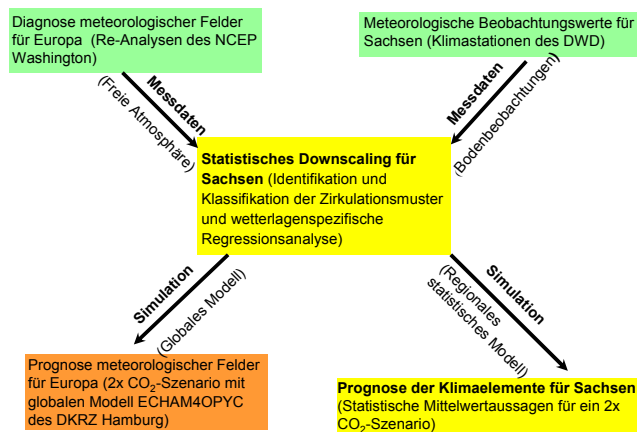 Diagnose meteorologischer Felder
für Europa (Re-Analysen des NCEP
Washington)
Meteorologische Beobachtungswerte für
Sachsen (Klimastationen des DWD)
Messdaten
(Freie Atmosphäre)
Messdaten
(Bodenbeobachtungen)
Statistisches Downscaling für
Sachsen (Identifikation und
Klassifikation der Zirkulationsmuster
und wetterlagenspezifische
Regressionsanalyse)
Simulation
(Globales Modell)
Simulation
(Regionales
statistisches Modell)
Prognose meteorologischer Felder
für Europa (2x CO₂-Szenario mit
globalen Modell ECHAM4OPYC
des DKRZ Hamburg)
Prognose der Klimaelemente für Sachsen
(Statistische Mittelwertaussagen für ein 2x
CO₂-Szenario)